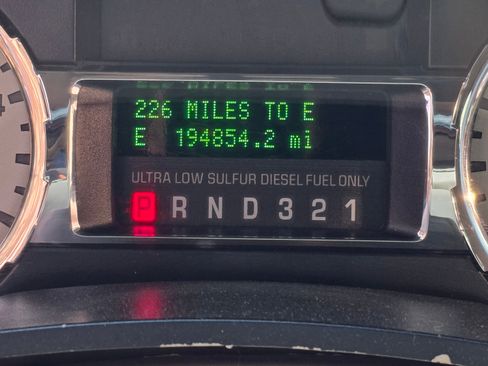 226 MILES TO E
E 194854.2 mi
ULTRA LOW SULFUR DIESEL FUEL ONLY
P R N D 3 2 1